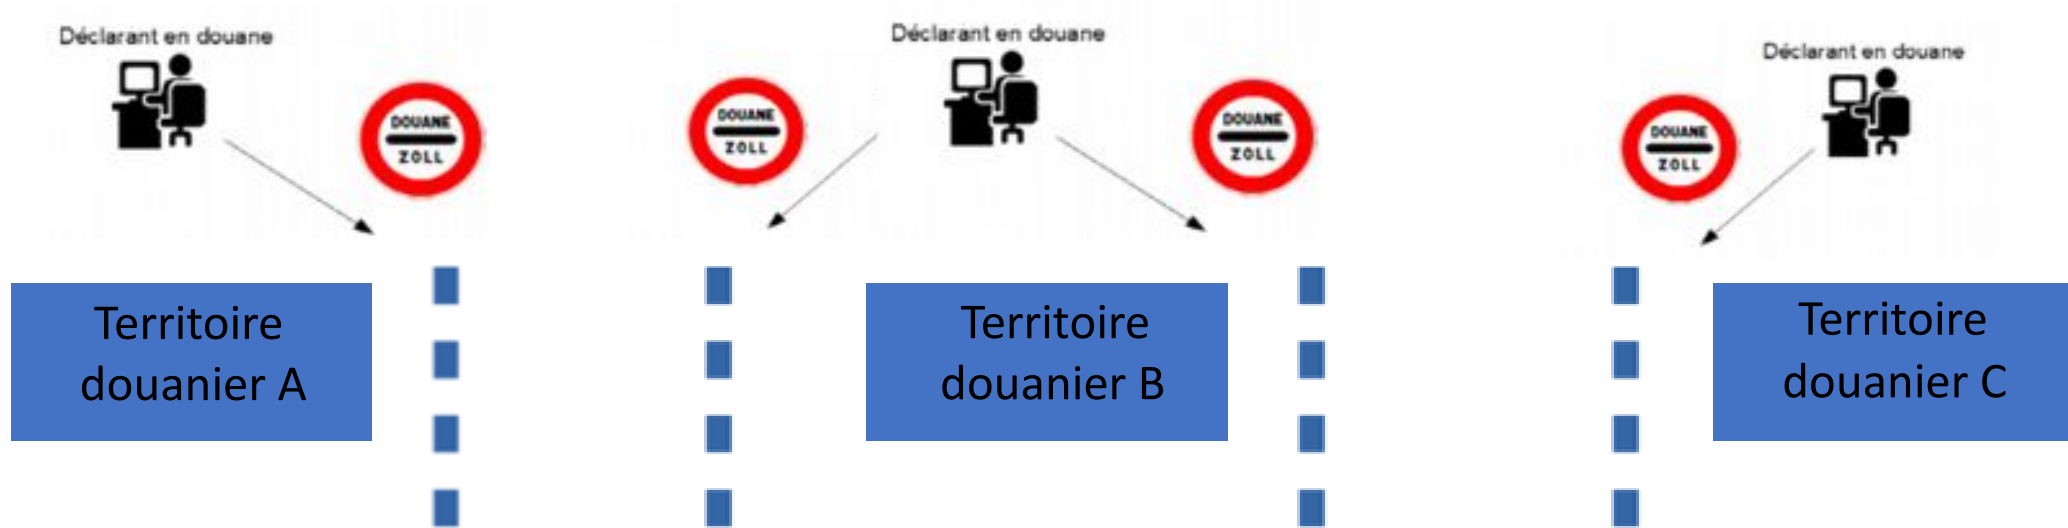 Déclarant en douane
Déclarant en douane
Déclarant en douane
DOUANE
ZOLL
DOUANE
ZOLL
DOUANE
ZOLL
DOUANE
ZOLL
Territoire
douanier A
Territoire
douanier B
Territoire
douanier C